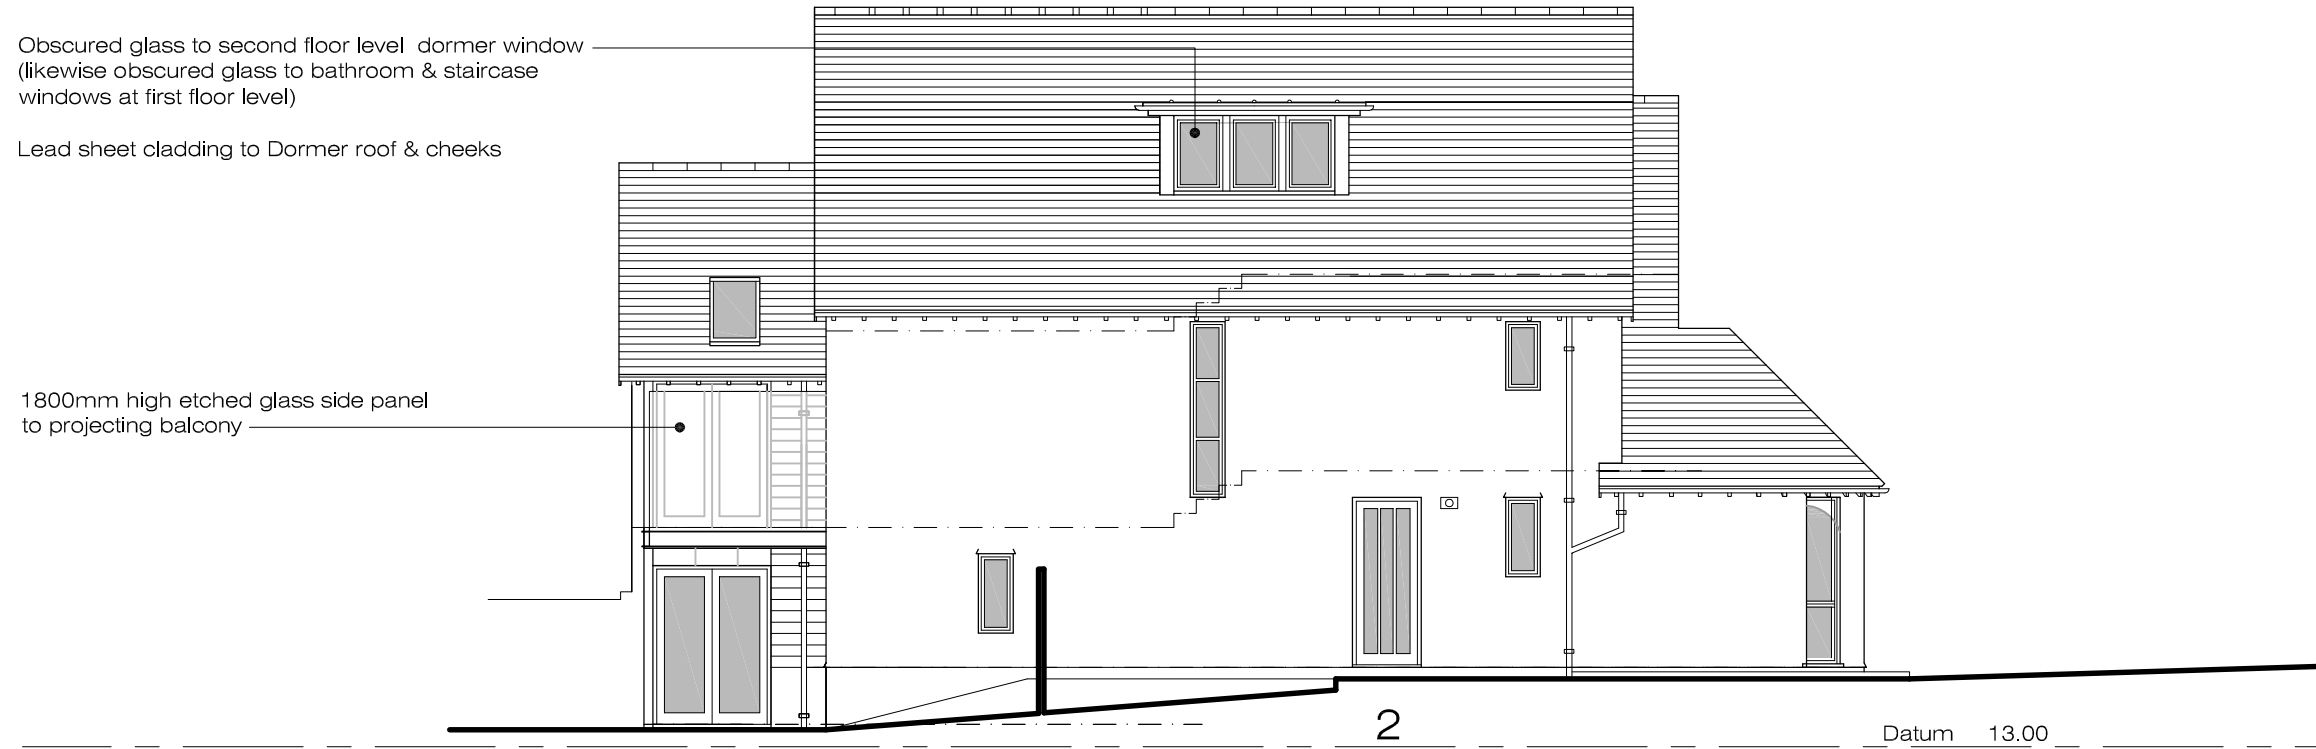 Obscured glass to second floor level dormer window
(likewise obscured glass to bathroom & staircase
windows at first floor level)
Lead sheet cladding to Dormer roof & cheeks
1800mm high etched glass side panel
to projecting balcony
2
Datum 13.00